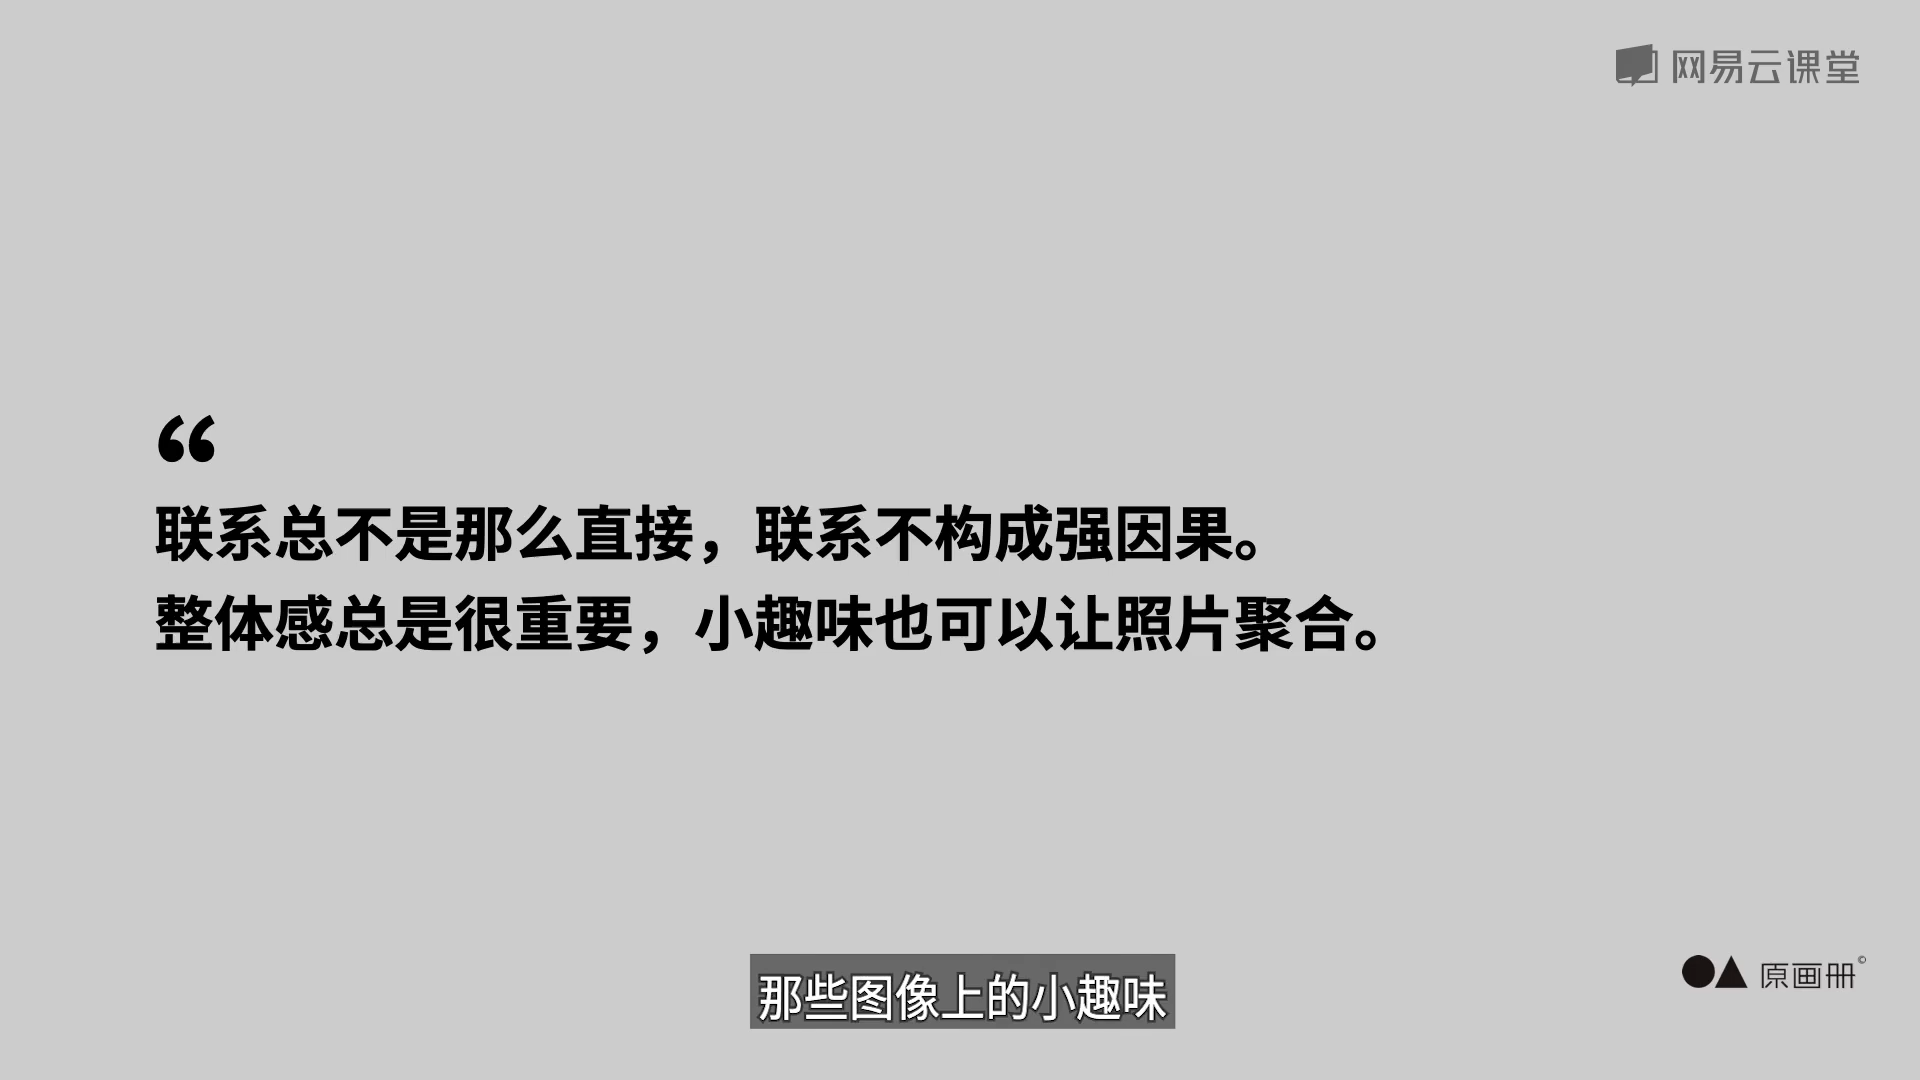 网易云课堂
“
联系总不是那么直接，联系不构成强因果。
整体感总是很重要，小趣味也可以让照片聚合。
原画册©
那些图像上的小趣味